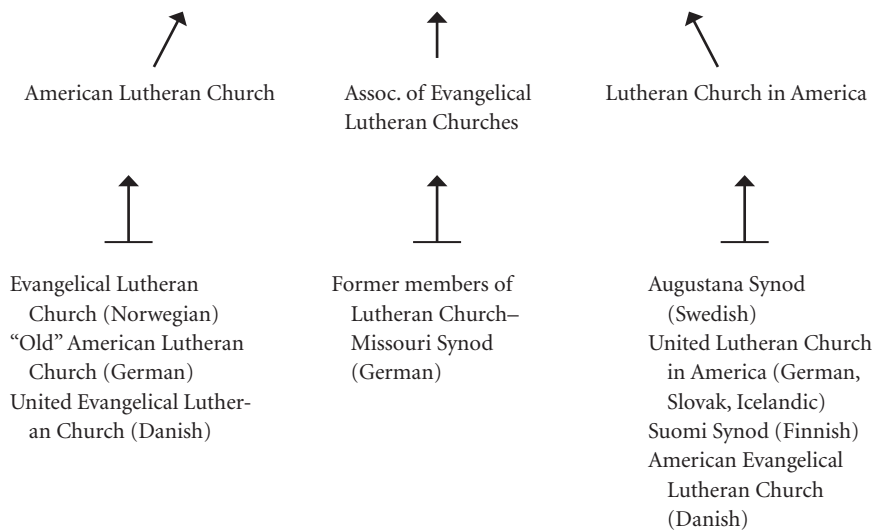 American Lutheran Church
Assoc. of Evangelical
Lutheran Churches
Lutheran Church in America
Evangelical Lutheran
Church (Norwegian)
“Old” American Lutheran
Church (German)
United Evangelical Luther-
an Church (Danish)
Former members of
Lutheran Church–
Missouri Synod
(German)
Augustana Synod
(Swedish)
United Lutheran Church
in America (German,
Slovak, Icelandic)
Suomi Synod (Finnish)
American Evangelical
Lutheran Church
(Danish)